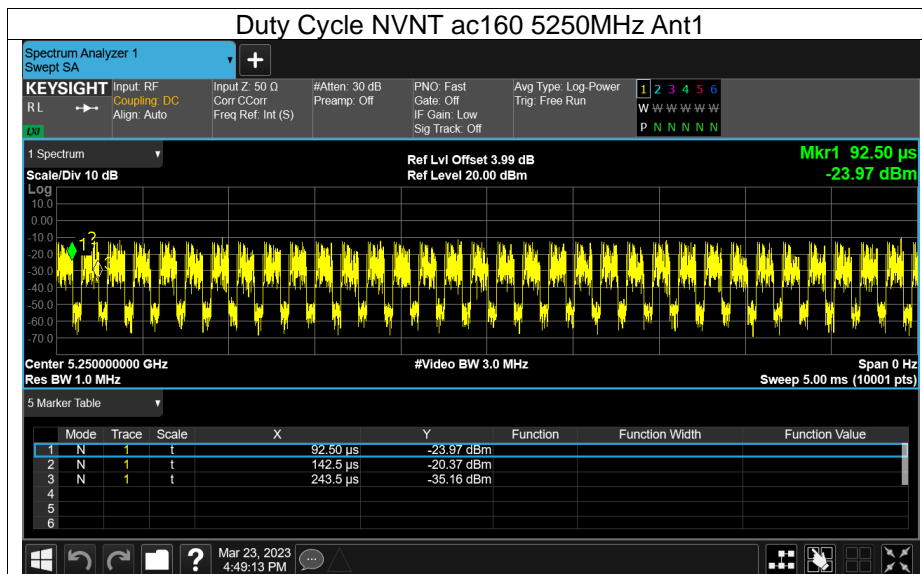 Duty Cycle NVNT ac160 5250MHz Ant1
Spectrum Analyzer 1
Swept SA
KEYSIGHT
R L
LXI
Input: RF
Coupling: DC
Align: Auto
Input Z: 50 Ω
Corr CCorr
Freq Ref: Int (S)
#Atten: 30 dB
Preamp: Off
PNO: Fast
Gate: Off
IF Gain: Low
Sig Track: Off
Avg Type: Log-Power
Trig: Free Run
1 2 3 4 5 6
W W W W W W
P N N N N N
1 Spectrum
Scale/Div 10 dB
Ref Lvl Offset 3.99 dB
Ref Level 20.00 dBm
Mkr1 92.50 µs
-23.97 dBm
Log
10.0
0.00
-10.0
-20.0
-30.0
-40.0
-50.0
-60.0
-70.0
Center 5.250000000 GHz
Res BW 1.0 MHz
#Video BW 3.0 MHz
Span 0 Hz
Sweep 5.00 ms (10001 pts)
5 Marker Table
Mode Trace Scale X Y Function Function Width Function Value
1 N 1 t 92.50 µs -23.97 dBm
2 N 1 t 142.5 µs -20.37 dBm
3 N 1 t 243.5 µs -35.16 dBm
4
5
6
?
Mar 23, 2023
4:49:13 PM